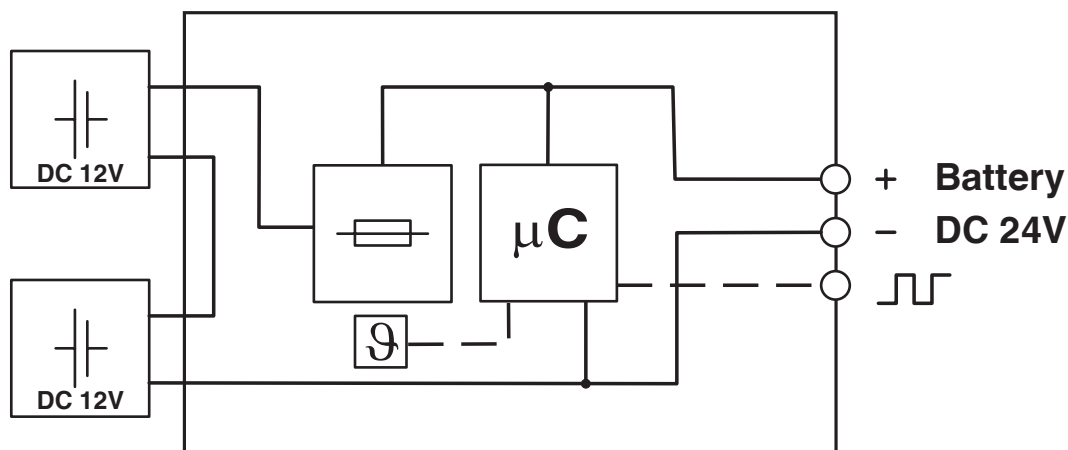 DC 12V
DC 12V
μC
ϑ
+ Battery
− DC 24V